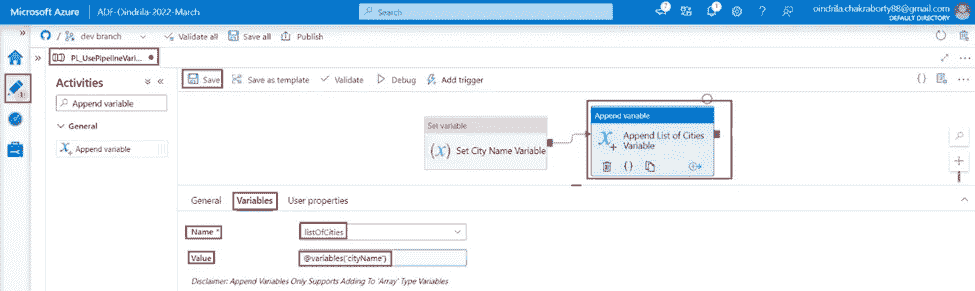 Microsoft Azure | ADF-Oindrila-2022-March
Search
oindrila.chakraborty88@gmail.com
DEFAULT DIRECTORY
/ dev branch
Validate all
Save all
Publish
PL_UsePipelineVari...
Activities
Append variable
General
Append variable
Save
Save as template
Validate
Debug
Add trigger
Set variable
(x) Set City Name Variable
Append variable
Append List of Cities
Variable
General
Variables
User properties
Name *
listOfCities
Value
@variables('cityName')
Disclaimer: Append Variables Only Supports Adding To 'Array' Type Variables